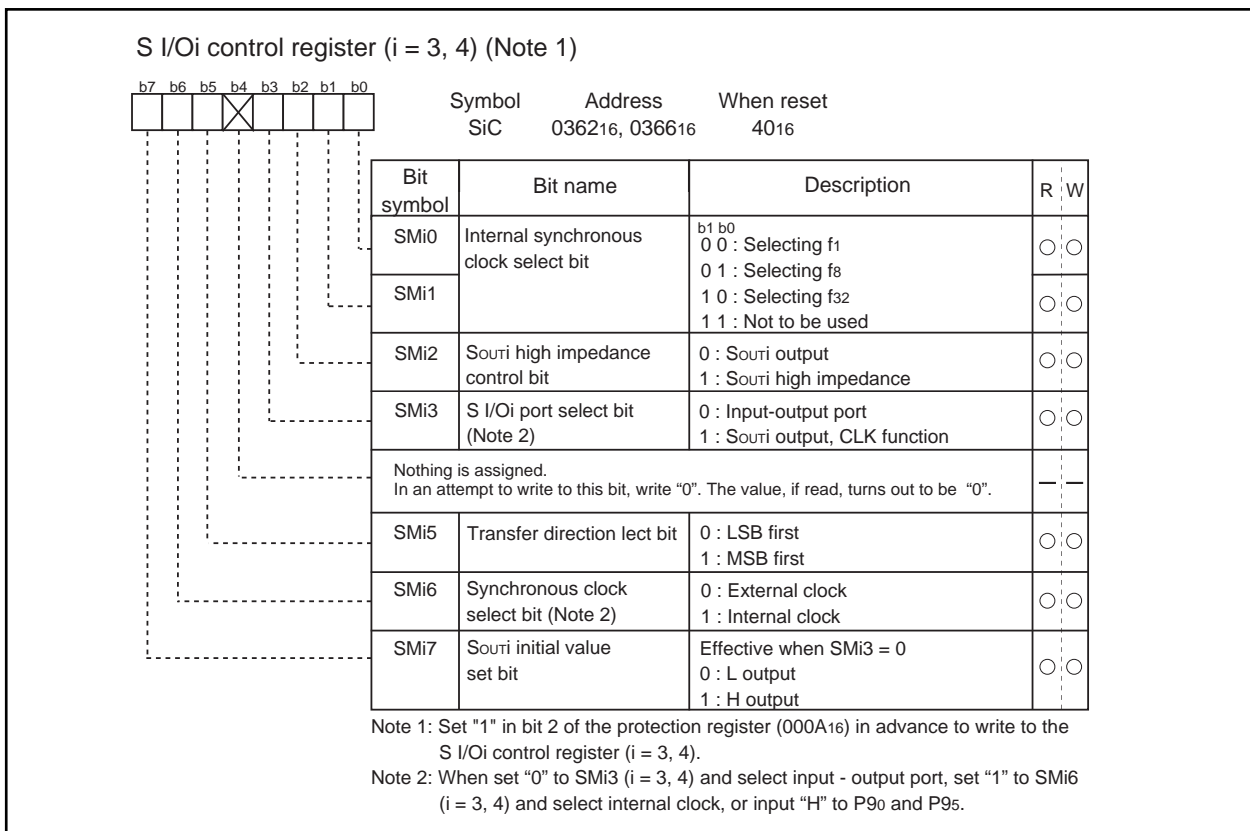 S I/Oi control register (i = 3, 4) (Note 1)
b7 b6 b5 b4 b3 b2 b1 b0
Symbol Address When reset
SiC 036216, 036616 4016
Bit symbol Bit name Description R W
SMi0 Internal synchronous clock select bit
b1 b0
0 0 : Selecting f1
0 1 : Selecting f8
SMi1
1 0 : Selecting f32
1 1 : Not to be used
SMi2 SOUTi high impedance control bit
0 : SOUTi output
1 : SOUTi high impedance
SMi3 S I/Oi port select bit (Note 2)
0 : Input-output port
1 : SOUTi output, CLK function
Nothing is assigned.
In an attempt to write to this bit, write “0”. The value, if read, turns out to be “0”.
SMi5 Transfer direction lect bit
0 : LSB first
1 : MSB first
SMi6 Synchronous clock select bit (Note 2)
0 : External clock
1 : Internal clock
SMi7 SOUTi initial value set bit
Effective when SMi3 = 0
0 : L output
1 : H output
Note 1: Set "1" in bit 2 of the protection register (000A16) in advance to write to the
S I/Oi control register (i = 3, 4).
Note 2: When set “0” to SMi3 (i = 3, 4) and select input - output port, set “1” to SMi6
(i = 3, 4) and select internal clock, or input “H” to P90 and P95.